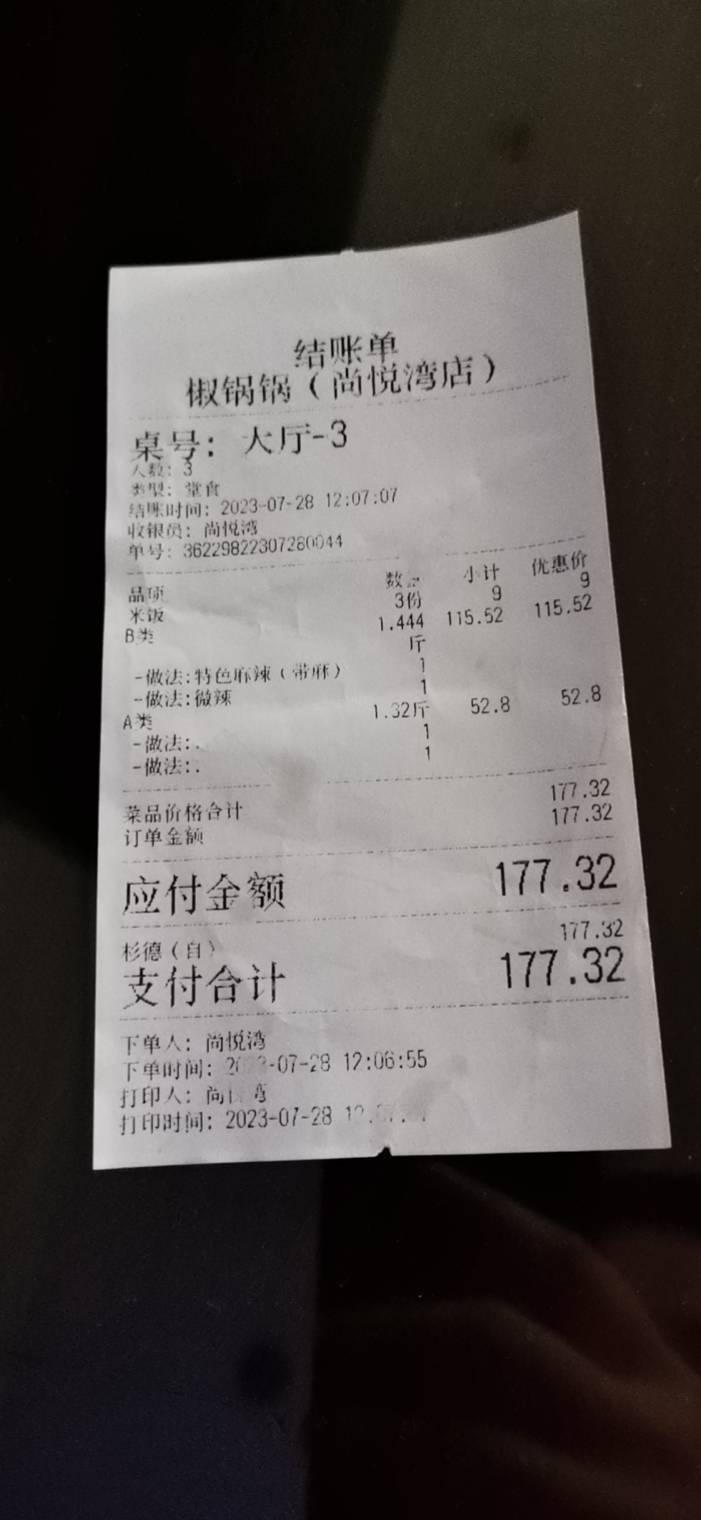 结账单
椒锅锅（尚悦湾店）
桌号：大厅-3
人数：3
类型：堂食
结账时间：2023-07-28 12:07:07
收银员：尚悦湾
单号：36229822307280044
品项 数 小计 优惠价
米饭 3份 9 9
B类 1.444 115.52 115.52
斤
-做法:特色麻辣（带麻） 1
-做法:微辣 1
A类 1.32斤 52.8 52.8
-做法:. 1
-做法:. 1
菜品价格合计 177.32
订单金额 177.32
应付金额 177.32
杉德（自） 177.32
支付合计 177.32
下单人：尚悦湾
下单时间：-07-28 12:06:55
打印人：尚 湾
打印时间：2023-07-28